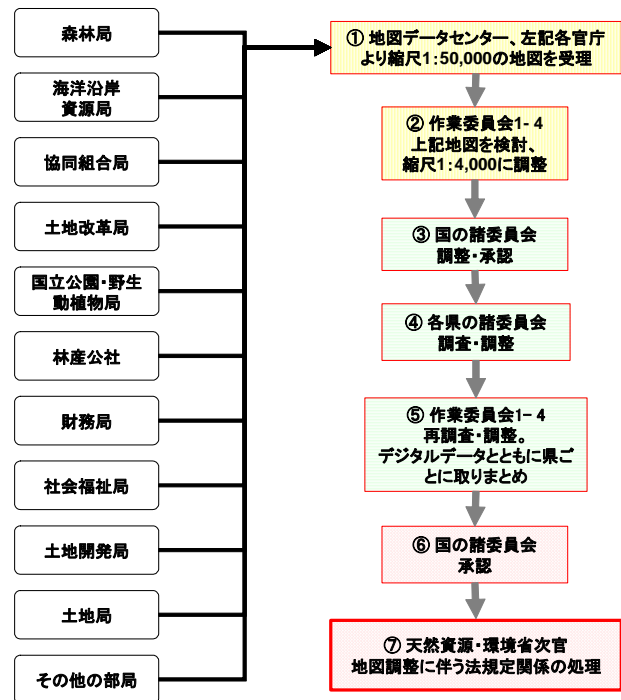 森林局
海洋沿岸
資源局
協同組合局
土地改革局
国立公園・野生
動植物局
林産公社
財務局
社会福祉局
土地開発局
土地局
その他の部局
① 地図データセンター、左記各官庁
より縮尺1:50,000の地図を受理
② 作業委員会1- 4
上記地図を検討、
縮尺1:4,000に調整
③ 国の諸委員会
調整・承認
④ 各県の諸委員会
調査・調整
⑤ 作業委員会1- 4
再調査・調整。
デジタルデータとともに県ご
とに取りまとめ
⑥ 国の諸委員会
承認
⑦ 天然資源・環境省次官
地図調整に伴う法規定関係の処理